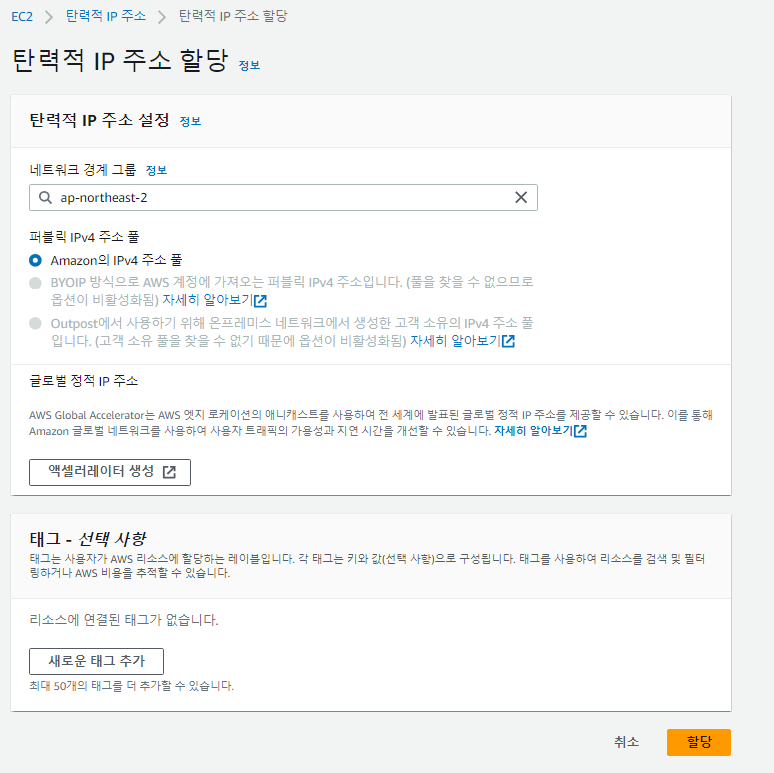 EC2 > 탄력적 IP 주소 > 탄력적 IP 주소 할당
탄력적 IP 주소 할당 정보
탄력적 IP 주소 설정 정보
네트워크 경계 그룹 정보
ap-northeast-2
퍼블릭 IPv4 주소 풀
Amazon의 IPv4 주소 풀
BYOIP 방식으로 AWS 계정에 가져오는 퍼블릭 IPv4 주소입니다. (풀을 찾을 수 없으므로
옵션이 비활성화됨) 자세히 알아보기
Outpost에서 사용하기 위해 온프레미스 네트워크에서 생성한 고객 소유의 IPv4 주소 풀
입니다. (고객 소유 풀을 찾을 수 없기 때문에 옵션이 비활성화됨) 자세히 알아보기
글로벌 정적 IP 주소
AWS Global Accelerator는 AWS 엣지 로케이션의 애니캐스트를 사용하여 전 세계에 발표된 글로벌 정적 IP 주소를 제공할 수 있습니다. 이를 통해
Amazon 글로벌 네트워크를 사용하여 사용자 트래픽의 가용성과 지연 시간을 개선할 수 있습니다. 자세히 알아보기
액셀러레이터 생성
태그 - 선택 사항
태그는 사용자가 AWS 리소스에 할당하는 레이블입니다. 각 태그는 키와 값(선택 사항)으로 구성됩니다. 태그를 사용하여 리소스를 검색 및 필터
링하거나 AWS 비용을 추적할 수 있습니다.
리소스에 연결된 태그가 없습니다.
새로운 태그 추가
최대 50개의 태그를 더 추가할 수 있습니다.
취소 할당